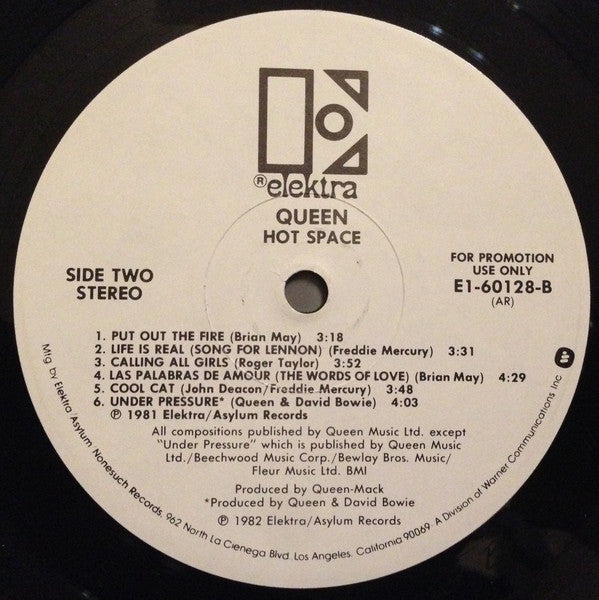 ® elektra
QUEEN
HOT SPACE
SIDE TWO
STEREO
FOR PROMOTION
USE ONLY
E1-60128-B
(AR)
1. PUT OUT THE FIRE (Brian May) 3:18
2. LIFE IS REAL (SONG FOR LENNON) (Freddie Mercury) 3:31
3. CALLING ALL GIRLS (Roger Taylor) 3:52
4. LAS PALABRAS DE AMOUR (THE WORDS OF LOVE) (Brian May) 4:29
5. COOL CAT (John Deacon/Freddie Mercury) 3:48
6. UNDER PRESSURE* (Queen & David Bowie) 4:03
℗ 1981 Elektra/Asylum Records
All compositions published by Queen Music Ltd. except
"Under Pressure" which is published by Queen Music
Ltd./Beechwood Music Corp./Bewlay Bros. Music/
Fleur Music Ltd. BMI
Produced by Queen-Mack
*Produced by Queen & David Bowie
℗ 1982 Elektra/Asylum Records
Mfg. by Elektra/Asylum Nonesuch Records, 962 North La Cienega Blvd. Los Angeles, California 90069. A Division of Warner Communications Inc